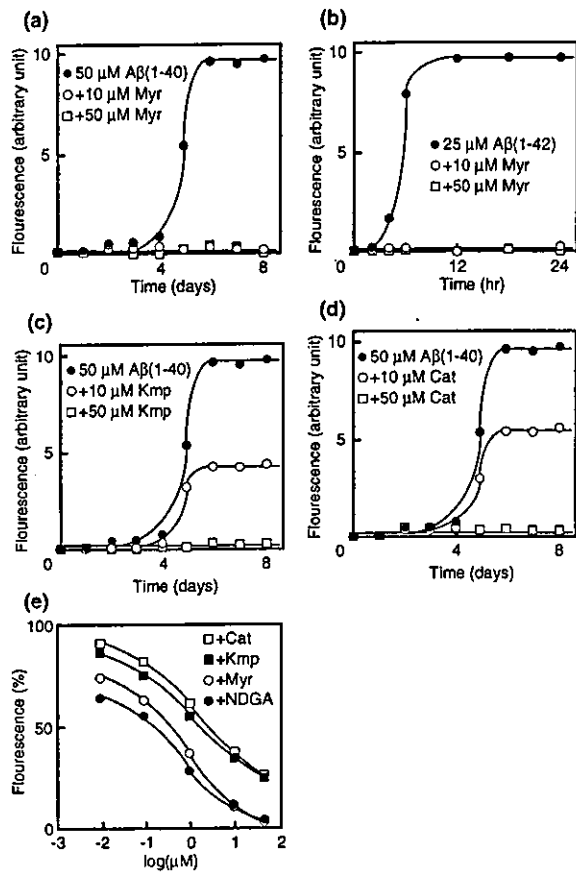 (a)
10
5
0
Flourescence (arbitrary unit)
50 µM Aβ(1-40)
+10 µM Myr
+50 µM Myr
4
8
Time (days)
(b)
10
5
0
Flourescence (arbitrary unit)
25 µM Aβ(1-42)
+10 µM Myr
+50 µM Myr
12
24
Time (hr)
(c)
10
5
0
Flourescence (arbitrary unit)
50 µM Aβ(1-40)
+10 µM Kmp
+50 µM Kmp
4
8
Time (days)
(d)
10
5
0
Flourescence (arbitrary unit)
50 µM Aβ(1-40)
+10 µM Cat
+50 µM Cat
4
8
Time (days)
(e)
100
50
0
Flourescence (%)
+Cat
+Kmp
+Myr
+NDGA
-3 -2 -1 0 1 2
log(µM)